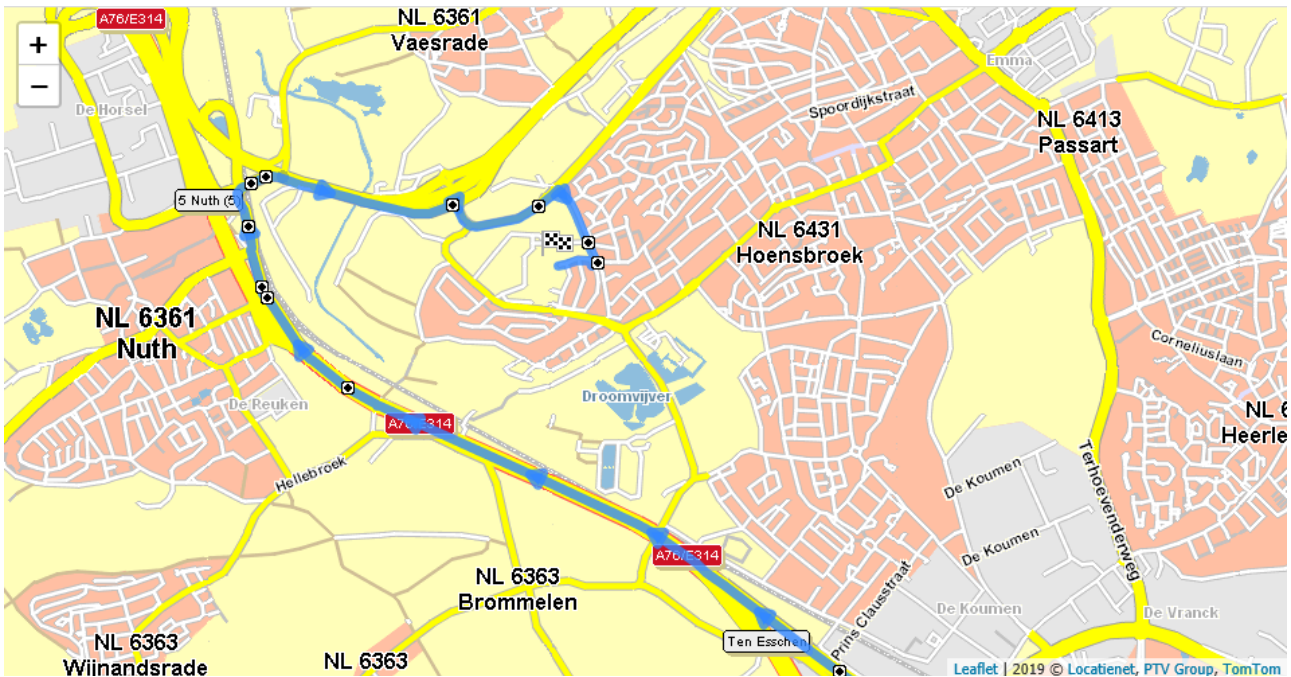 A76/E314
NL 6361
Vaesrade
+
−
De Horsel
Emma
Spoordijkstraat
NL 6413
Passart
5 Nuth (5)
NL 6431
Hoensbroek
NL 6361
Nuth
Corneliuslaan
De Reuken
Droomvijver
A76/E314
NL 6
Heerle
Hellebroek
Terhoevenderweg
De Koumen
De Koumen
A76/E314
NL 6363
Brommelen
Prins Clausstraat
De Koumen
De Vranck
NL 6363
Wijnandsrade
NL 6363
Ten Esschen
Leaflet | 2019 © Locatienet, PTV Group, TomTom